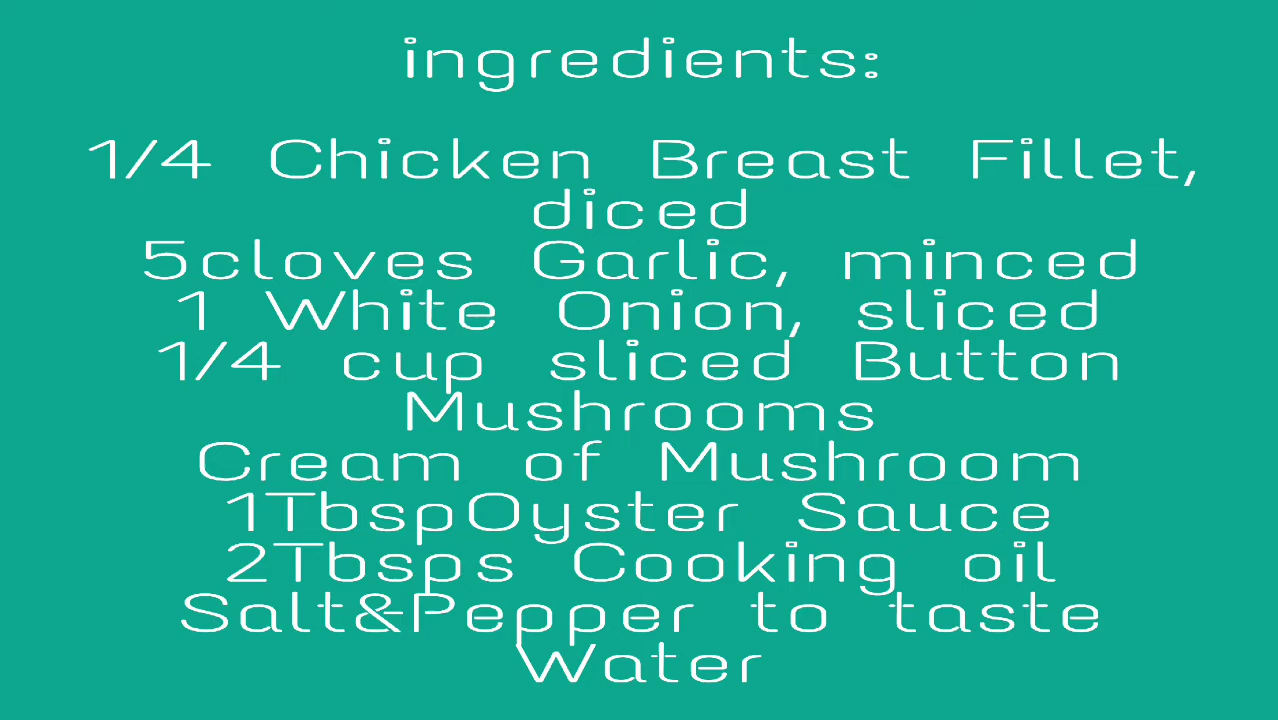 ingredients:
1/4 Chicken Breast Fillet,
diced
5cloves Garlic, minced
1 White Onion, sliced
1/4 cup sliced Button
Mushrooms
Cream of Mushroom
1TbspOyster Sauce
2Tbsps Cooking oil
Salt&Pepper to taste
Water